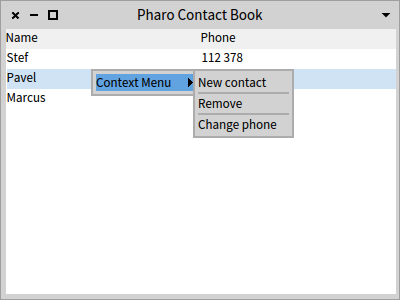 Pharo Contact Book
Name Phone
Stef 112 378
Pavel
Context Menu
New contact
Remove
Change phone
Marcus